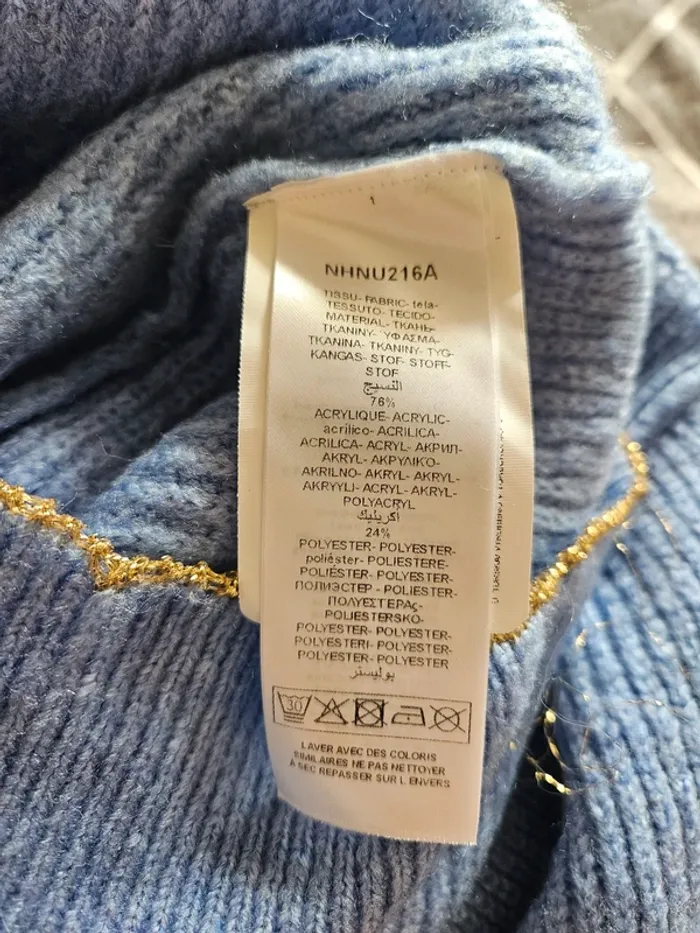 1
NHNU216A
TISSU- FABRIC- tela-
TESSUTO- TECIDO-
MATERIAL- ТКАНЬ-
TKANINY- ΥΦΑΣΜΑ-
TKANINA- TKANINY- TYG-
KANGAS- STOF- STOFF-
STOF
النسيج
76%
ACRYLIQUE- ACRYLIC-
acrílico- ACRILICA-
ACRILICA- ACRYL- АКРИЛ-
AKRYL- ΑΚΡΥΛΙΚΌ-
AKRILNO- AKRYL- AKRYL-
AKRYYLI- ACRYL- AKRYL-
POLYACRYL
اكريليك
24%
POLYESTER- POLYESTER-
poliéster- POLIESTERE-
POLIÉSTER- POLYESTER-
ПОЛИЭСТЕР - POLIESTER-
ΠΟΛΥΕΣΤΕΡΑς-
POLIESTERSKO-
POLYESTER- POLYESTER-
POLYESTERI- POLYESTER-
POLYESTER- POLYESTER
بوليستر
30
LAVER AVEC DES COLORIS
SIMILAIRES NE PAS NETTOYER
A SEC REPASSER SUR L ENVERS